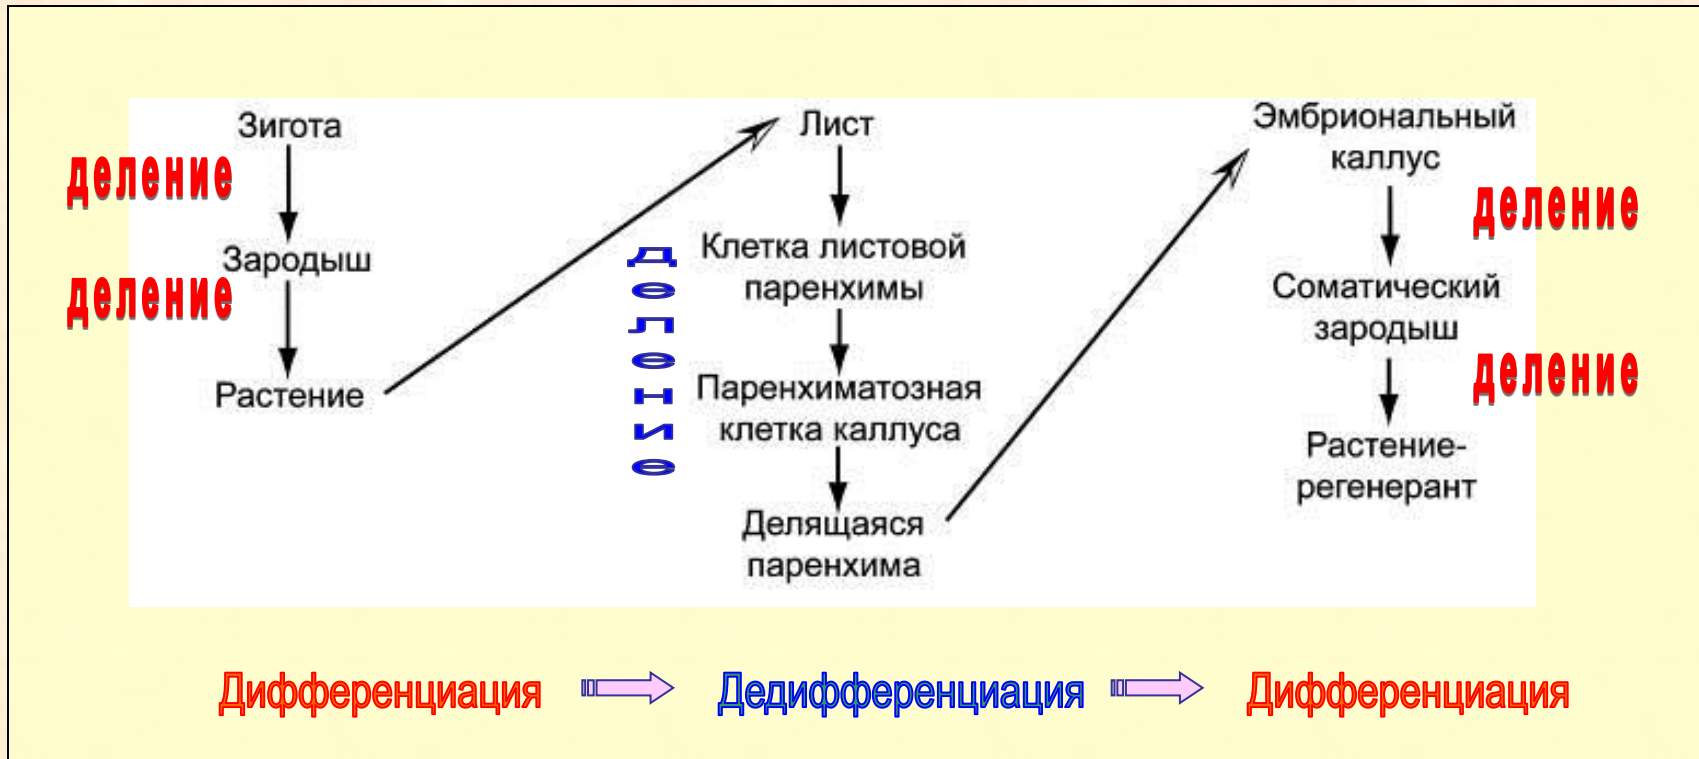 Зигота
деление
Зародыш
деление
Растение
Лист
Клетка листовой
паренхимы
деление
Паренхиматозная
клетка каллуса
Делящаяся
паренхима
Эмбриональный
каллус
деление
Соматический
зародыш
деление
Растение-
регенерант
Дифференциация
Дедифференциация
Дифференциация